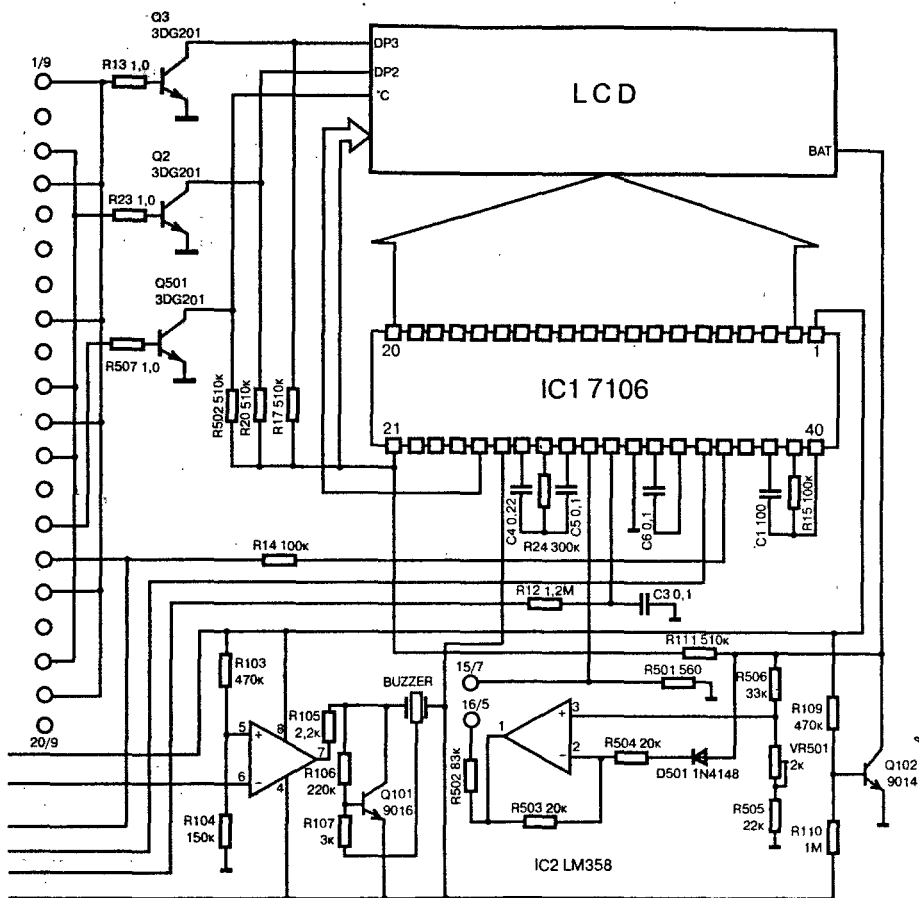 Q3
3DG201
1/9
R13 1,0
DP3
DP2
°C
LCD
BAT
Q2
3DG201
R23 1,0
Q501
3DG201
R507 1,0
R502 510к
R20 510к
R17 510к
20
1
IC1 7106
21
40
C4 0,22
R24 300к
C5 0,1
C6 0,1
C1 100
R15 100к
R14 100к
R12 1,2M
C3 0,1
R111 510к
R103
470к
BUZZER
15/7
R501 560
16/5
R506
33к
R105
2,2к
R109
470к
5
+
8
7
6
−
4
1
+
3
2
−
R504 20к
D501 1N4148
VR501
2к
Q102
9014
20/9
R106
220к
R502 83к
Q101
9016
R503 20к
R505
22к
R104
150к
R107
3к
R110
1M
IC2 LM358